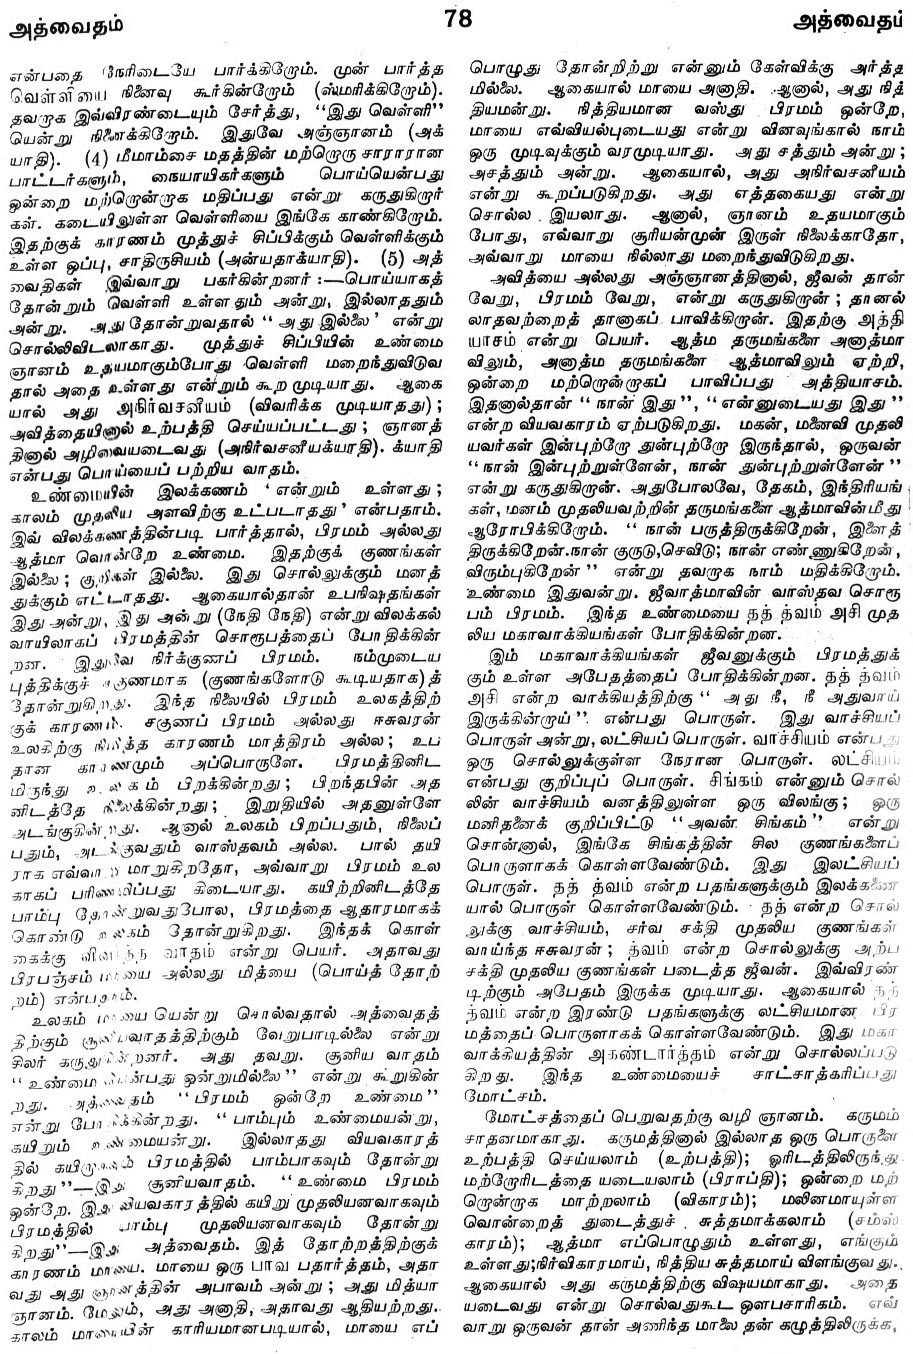 அத்வைதம்
78
அத்வைதம்
என்பதை நேரிடையே பார்க்கிறோம். முன் பார்த்த
வெள்ளியை நினைவு கூர்கின்றோம் (ஸ்மரிக்கிறோம்).
தவறாக இவ்விரண்டையும் சேர்த்து, “இது வெள்ளி”
யென்று நினைக்கிறோம். இதுவே அஞ்ஞானம் (அக்
யாதி). (4) மீமாம்சை மதத்தின் மற்றொரு சாராரான
பாட்டர்களும், நையாயிகர்களும் பொய்யென்பது
ஒன்றை மற்றொன்றாக மதிப்பது என்று கருதுகிறார்
கள். கடையிலுள்ள வெள்ளியை இங்கே காண்கிறோம்.
இதற்குக் காரணம் முத்துச் சிப்பிக்கும் வெள்ளிக்கும்
உள்ள ஒப்பு, சாதிருசியம் (அன்யதாக்யாதி). (5) அத்
வைதிகள் இவ்வாறு பகர்கின்றனர் :—பொய்யாகத்
தோன்றும் வெள்ளி உள்ளதும் அன்று, இல்லாததும்
அன்று. அது தோன்றுவதால் “ அது இல்லை’ என்று
சொல்லிவிடலாகாது. முத்துச் சிப்பியின் உண்மை
ஞானம் உதயமாகும்போது வெள்ளி மறைந்துவிடுவ
தால் அதை உள்ளது என்றும் கூற முடியாது. ஆகை
யால் அது அநிர்வசனீயம் (விவரிக்க முடியாதது) ;
அவித்தையினால் உற்பத்தி செய்யப்பட்டது ; ஞானத்
தினால் அழிவையடைவது (அநிர்வசனீயக்யாதி). க்யாதி
என்பது பொய்யைப் பற்றிய வாதம்.
உண்மையின் இலக்கணம் ‘ என்றும் உள்ளது ;
காலம் முதலிய அளவிற்கு உட்படாதது’ என்பதாம்.
இவ் விலக்கணத்தின்படி பார்த்தால், பிரமம் அல்லது
ஆத்மா வொன்றே உண்மை. இதற்குக் குணங்கள்
இல்லை ; குறிகள் இல்லை. இது சொல்லுக்கும் மனத்
துக்கும் எட்டாதது. ஆகையால்தான் உபநிஷதங்கள்
இது அன்று, இது அன்று (நேதி நேதி) என்று விலக்கல்
வாயிலாகப் பிரமத்தின் சொரூபத்தைப் போதிக்கின்
றன. இதுவே நிர்க்குணப் பிரமம். நம்முடைய
புத்திக்குச் சகுணமாக (குணங்களோடு கூடியதாக)த்
தோன்றுகிறது. இந்த நிலையில் பிரமம் உலகத்திற்
குக் காரணம். சகுணப் பிரமம் அல்லது ஈசுவரன்
உலகிற்கு நிமித்த காரணம் மாத்திரம் அல்ல ; உபா
தான காரணமும் அப்பொருளே. பிரமத்தினிட
மிருந்து உலகம் பிறக்கின்றது ; பிறந்தபின் அத
னிடத்தே நிலைக்கின்றது ; இறுதியில் அதனுள்ளே
அடங்குகின்றது. ஆனால் உலகம் பிறப்பதும், நிலைப்
பதும், அடங்குவதும் வாஸ்தவம் அல்ல. பால் தயி
ராக எவ்வாறு மாறுகிறதோ, அவ்வாறு பிரமம் உல
காகப் பரிணமிப்பது கிடையாது. கயிற்றினிடத்தே
பாம்பு தோன்றுவதுபோல, பிரமத்தை ஆதாரமாகக்
கொண்டு உலகம் தோன்றுகிறது. இந்தக் கொள்
கைக்கு விவர்த்த வாதம் என்று பெயர். அதாவது
பிரபஞ்சம் மாயை அல்லது மித்யை (பொய்த் தோற்
றம்) என்பதாம்.
உலகம் மாயை யென்று சொல்வதால் அத்வைதத்
திற்கும் சூனியவாதத்திற்கும் வேறுபாடில்லை என்று
சிலர் கருதுகின்றனர். அது தவறு. சூனிய வாதம்
“ உண்மை யென்பது ஒன்றுமில்லை” என்று கூறுகின்
றது. அத்வைதம் “ பிரமம் ஒன்றே உண்மை”
என்று போதிக்கின்றது. “ பாம்பும் உண்மையன்று,
கயிறும் உண்மையன்று. இல்லாதது வியவகாரத்
தில் கயிறாகவும் பிரமத்தில் பாம்பாகவும் தோன்று
கிறது”—இது சூனியவாதம். “ உண்மை பிரமம்
ஒன்றே. இது வியவகாரத்தில் கயிறு முதலியனவாகவும்
பிரமத்தில் பாம்பு முதலியனவாகவும் தோன்று
கிறது”—இது அத்வைதம். இத் தோற்றத்திற்குக்
காரணம் மாயை. மாயை ஒரு பாவ பதார்த்தம், அதா
வது அது ஞானத்தின் அபாவம் அன்று ; அது மித்யா
ஞானம். மேலும், அது அனாதி, அதாவது ஆதியற்றது.
காலம் மாயையின் காரியமானபடியால், மாயை எப்
பொழுது தோன்றிற்று என்னும் கேள்விக்கு அர்த்த
மில்லை. ஆகையால் மாயை அனாதி. ஆனால், அது நித்
தியமன்று. நித்தியமான வஸ்து பிரமம் ஒன்றே,
மாயை எவ்வியல்புடையது என்று வினவுங்கால் நாம்
ஒரு முடிவுக்கும் வரமுடியாது. அது சத்தும் அன்று ;
அசத்தும் அன்று. ஆகையால், அது அநிர்வசனீயம்
என்று கூறப்படுகிறது. அது எத்தகையது என்று
சொல்ல இயலாது. ஆனால், ஞானம் உதயமாகும்
போது, எவ்வாறு சூரியன்முன் இருள் நிலைக்காதோ,
அவ்வாறு மாயை நில்லாது மறைந்துவிடுகிறது.
அவித்யை அல்லது அஞ்ஞானத்தினால், ஜீவன் தான்
வேறு, பிரமம் வேறு, என்று கருதுகிறான் ; தானல்
லாதவற்றைத் தானாகப் பாவிக்கிறான். இதற்கு அத்தி
யாசம் என்று பெயர். ஆத்ம தருமங்களை அனாத்மா
விலும், அனாத்ம தருமங்களை ஆத்மாவிலும் ஏற்றி,
ஒன்றை மற்றொன்றாகப் பாவிப்பது அத்தியாசம்.
இதனால்தான் “ நான் இது ”, “ என்னுடையது இது ”
என்ற வியவகாரம் ஏற்படுகிறது. மகன், மனைவி முதலி
யவர்கள் இன்புற்றோ துன்புற்றோ இருந்தால், ஒருவன்
“ நான் இன்புற்றுள்ளேன், நான் துன்புற்றுள்ளேன் ”
என்று கருதுகிறான். அதுபோலவே, தேகம், இந்திரியங்
கள், மனம் முதலியவற்றின் தருமங்களை ஆத்மாவின்மீது
ஆரோபிக்கிறோம். “ நான் பருத்திருக்கிறேன், இளைத்
திருக்கிறேன்.நான் குருடு,செவிடு; நான் எண்ணுகிறேன்,
விரும்புகிறேன் ” என்று தவறாக நாம் மதிக்கிறோம்.
உண்மை இதுவன்று. ஜீவாத்மாவின் வாஸ்தவ சொரூ
பம் பிரமம். இந்த உண்மையை தத் த்வம் அசி முத
லிய மகாவாக்கியங்கள் போதிக்கின்றன.
இம் மகாவாக்கியங்கள் ஜீவனுக்கும் பிரமத்துக்
கும் உள்ள அபேதத்தைப் போதிக்கின்றன. தத் த்வம்
அசி என்ற வாக்கியத்திற்கு “ அது நீ, நீ அதுவாய்
இருக்கின்றாய் ” என்பது பொருள். இது வாச்சியப்
பொருள் அன்று, லட்சியப் பொருள். வாச்சியம் என்பது
ஒரு சொல்லுக்குள்ள நேரான பொருள். லட்சியம்
என்பது குறிப்புப் பொருள். சிங்கம் என்னும் சொல்
லின் வாச்சியம் வனத்திலுள்ள ஒரு விலங்கு ; ஒரு
மனிதனைக் குறிப்பிட்டு “ அவன் சிங்கம் ” என்று
சொன்னால், இங்கே சிங்கத்தின் சில குணங்களைப்
பொருளாகக் கொள்ளவேண்டும். இது இலட்சியப்
பொருள். தத் த்வம் என்ற பதங்களுக்கும் இலக்கணை
யால் பொருள் கொள்ளவேண்டும். தத் என்ற சொல்
லுக்கு வாச்சியம், சர்வ சக்தி முதலிய குணங்கள்
வாய்ந்த ஈசுவரன் ; த்வம் என்ற சொல்லுக்கு அற்ப
சக்தி முதலிய குணங்கள் படைத்த ஜீவன். இவ்விரண்
டிற்கும் அபேதம் இருக்க முடியாது. ஆகையால் தத்
த்வம் என்ற இரண்டு பதங்களுக்கு லட்சியமான பிர
மத்தைப் பொருளாகக் கொள்ளவேண்டும். இது மகா
வாக்கியத்தின் அகண்டார்த்தம் என்று சொல்லப்படு
கிறது. இந்த உண்மையைச் சாட்சாத்கரிப்பது
மோட்சம்.
மோட்சத்தைப் பெறுவதற்கு வழி ஞானம். கருமம்
சாதனமாகாது. கருமத்தினால் இல்லாத ஒரு பொருளை
உற்பத்தி செய்யலாம் (உற்பத்தி); ஓரிடத்திலிருந்து
மற்றோரிடத்தை யடையலாம் (பிராப்தி); ஒன்றை மற்
றொன்றாக மாற்றலாம் (விகாரம்); மலினமாயுள்ள
வொன்றைத் துடைத்துச் சுத்தமாக்கலாம் (சம்ஸ்
காரம்); ஆத்மா எப்பொழுதும் உள்ளது, எங்கும்
உள்ளது;நிர்விகாரமாய், நித்திய சுத்தமாய் விளங்குவது.
ஆகையால் அது கருமத்திற்கு விஷயமாகாது. அதை
யடைவது என்று சொல்வதுகூட ஔபசாரிகம். எவ்
வாறு ஒருவன் தான் அணிந்த மாலை தன் கழுத்திலிருக்க,